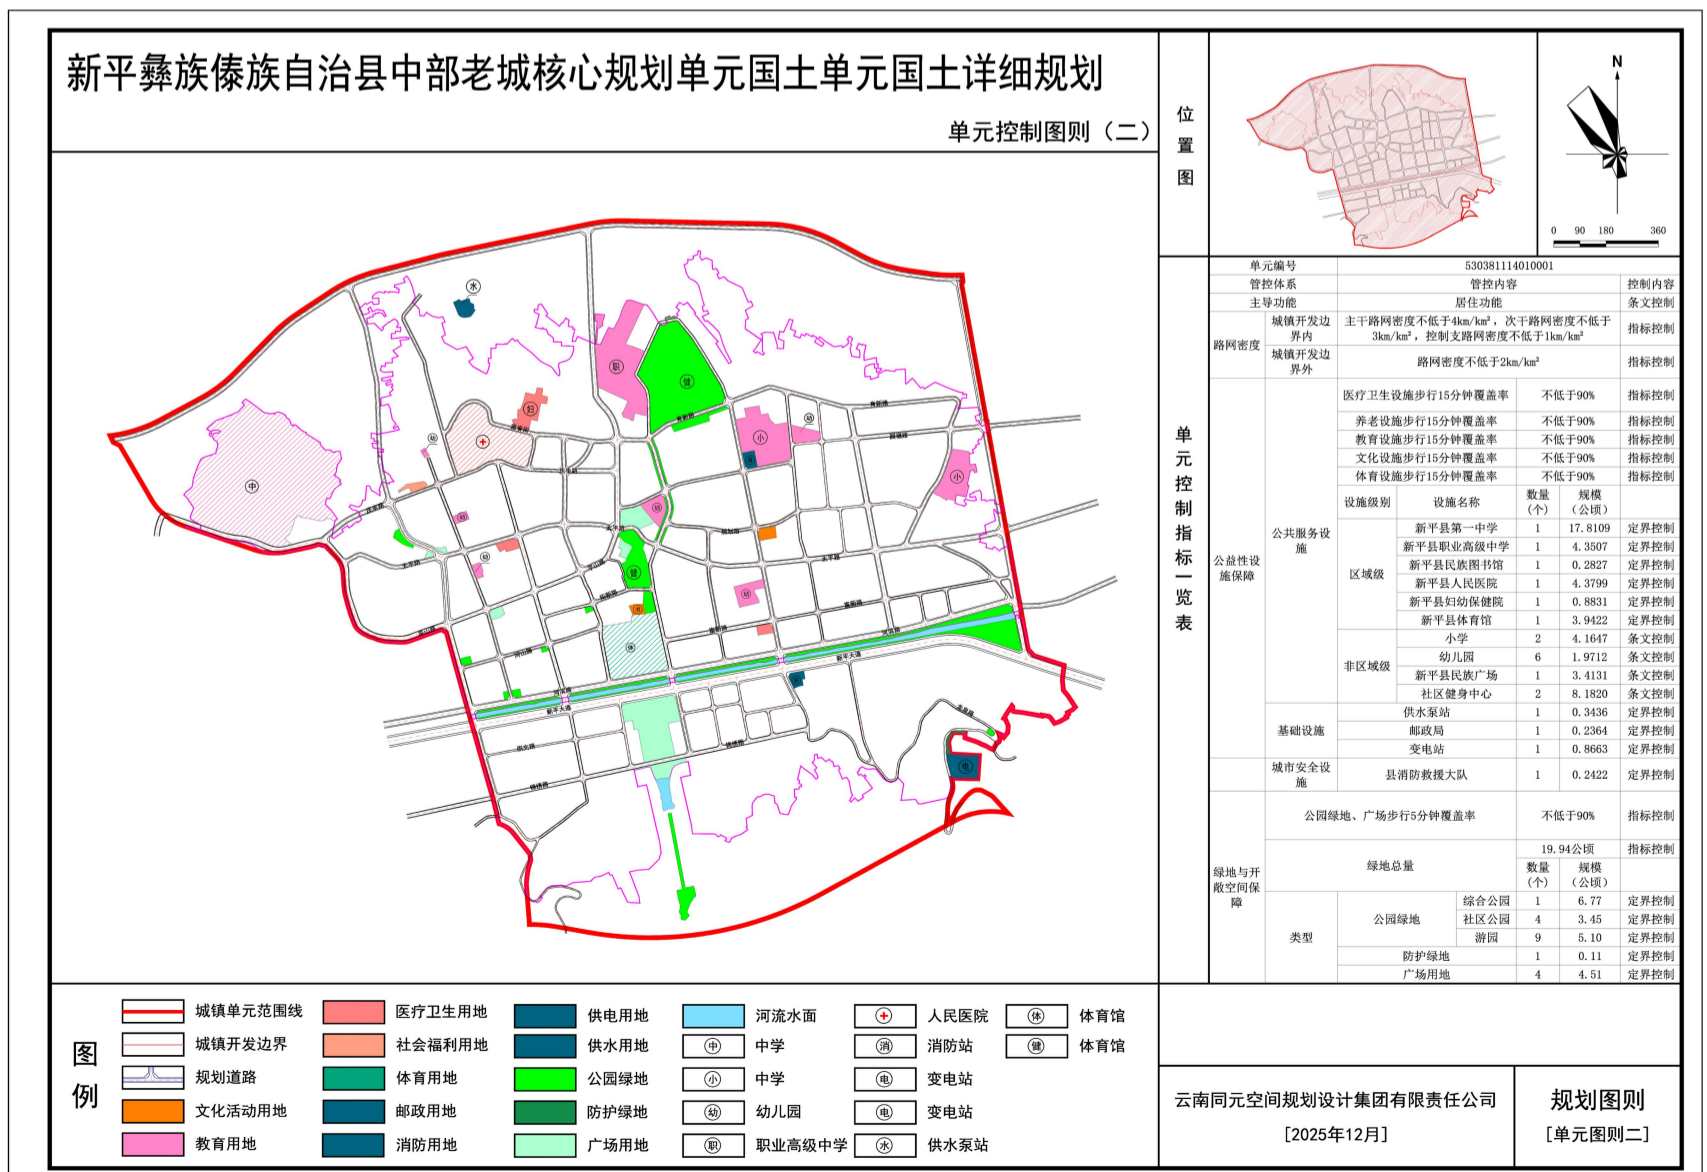 新平彝族傣族自治县中部老城核心规划单元国土单元国土详细规划
单元控制图则（二）
位置图
N
0 90 180 360
单元控制指标一览表
单元编号 530381114010001
管控体系 管控内容 控制内容
主导功能 居住功能 条文控制
路网密度
城镇开发边界内 主干路网密度不低于4km/km²，次干路网密度不低于3km/km²，控制支路网密度不低于1km/km² 指标控制
城镇开发边界外 路网密度不低于2km/km² 指标控制
公益性设施保障
公共服务设施
医疗卫生设施步行15分钟覆盖率 不低于90% 指标控制
养老设施步行15分钟覆盖率 不低于90% 指标控制
教育设施步行15分钟覆盖率 不低于90% 指标控制
文化设施步行15分钟覆盖率 不低于90% 指标控制
体育设施步行15分钟覆盖率 不低于90% 指标控制
设施级别 设施名称 数量（个） 规模（公顷）
区域级
新平县第一中学 1 17.8109 定界控制
新平县职业高级中学 1 4.3507 定界控制
新平县民族图书馆 1 0.2827 定界控制
新平县人民医院 1 4.3799 定界控制
新平县妇幼保健院 1 0.8831 定界控制
新平县体育馆 1 3.9422 定界控制
非区域级
小学 2 4.1647 条文控制
幼儿园 6 1.9712 条文控制
新平县民族广场 1 3.4131 条文控制
社区健身中心 2 8.1820 条文控制
基础设施
供水泵站 1 0.3436 定界控制
邮政局 1 0.2364 定界控制
变电站 1 0.8663 定界控制
城市安全设施 县消防救援大队 1 0.2422 定界控制
绿地与开敞空间保障
公园绿地、广场步行5分钟覆盖率 不低于90% 指标控制
绿地总量 19.94公顷 指标控制
数量（个） 规模（公顷）
类型
公园绿地
综合公园 1 6.77 定界控制
社区公园 4 3.45 定界控制
游园 9 5.10 定界控制
防护绿地 1 0.11 定界控制
广场用地 4 4.51 定界控制
水
职
健
妇
幼
小
幼
小
中
幼
幼
幼
健
幼
体
电
新平大道
新平大道
河滨路
河滨路
太平路
图例
城镇单元范围线
城镇开发边界
规划道路
文化活动用地
教育用地
医疗卫生用地
社会福利用地
体育用地
邮政用地
消防用地
供电用地
供水用地
公园绿地
防护绿地
广场用地
河流水面
中 中学
小 中学
幼 幼儿园
职 职业高级中学
人民医院
消 消防站
电 变电站
电 变电站
水 供水泵站
体 体育馆
健 体育馆
云南同元空间规划设计集团有限责任公司
[2025年12月]
规划图则
[单元图则二]